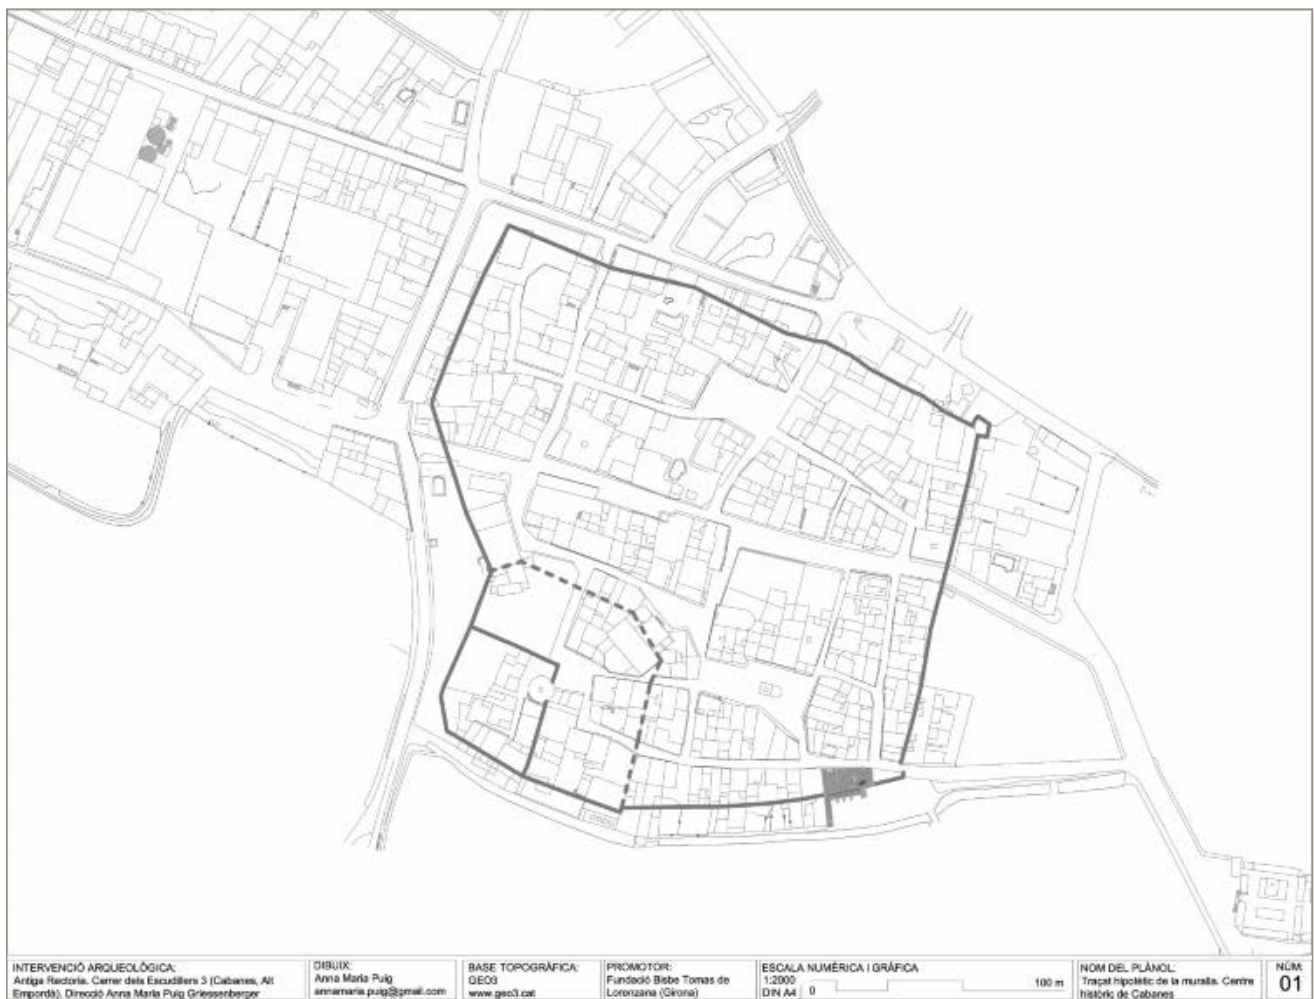 INTERVENCIÓ ARQUEOLÒGICA:
Antiga Rectoria. Carrer dels Escudillers 3 (Cabanes, Alt
Empordà). Direcció Anna Maria Puig Griessenberger
DIBUIX:
Anna Maria Puig
annamaria.puig@gmail.com
BASE TOPOGRÀFICA:
GEO3
www.geo3.cat
PROMOTOR:
Fundació Bisbe Tomas de
Lorenzana (Girona)
ESCALA NUMÈRICA I GRÀFICA
1:2000
DIN A4
0
100 m
NOM DEL PLÀNOL:
Traçat hipotètic de la muralla. Centre
històric de Cabanes
NÚM:
01